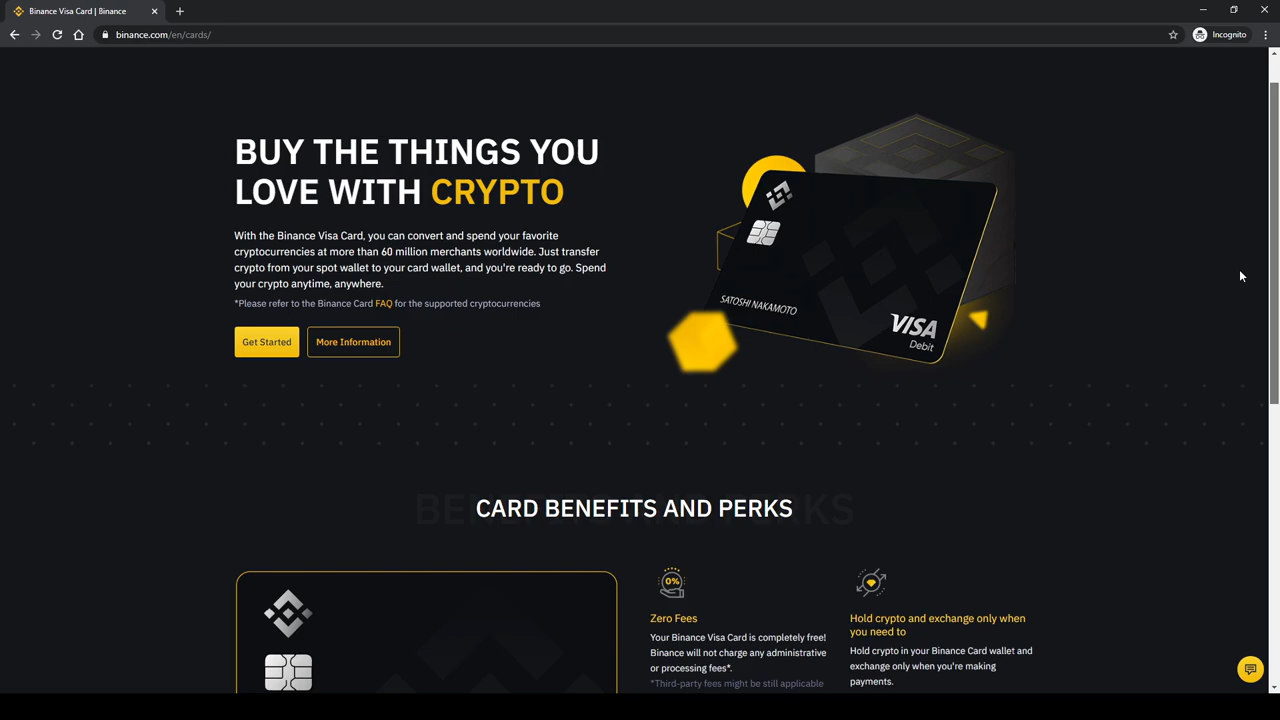 Binance Visa Card | Binance
binance.com/en/cards/
Incognito
BUY THE THINGS YOU
LOVE WITH CRYPTO
With the Binance Visa Card, you can convert and spend your favorite
cryptocurrencies at more than 60 million merchants worldwide. Just transfer
crypto from your spot wallet to your card wallet, and you're ready to go. Spend
your crypto anytime, anywhere.
*Please refer to the Binance Card FAQ for the supported cryptocurrencies
Get Started
More Information
SATOSHI NAKAMOTO
VISA
Debit
BENEFITS AND PERKS
CARD BENEFITS AND PERKS
0%
Zero Fees
Your Binance Visa Card is completely free!
Binance will not charge any administrative
or processing fees*.
*Third-party fees might be still applicable
Hold crypto and exchange only when
you need to
Hold crypto in your Binance Card wallet and
exchange only when you're making
payments.